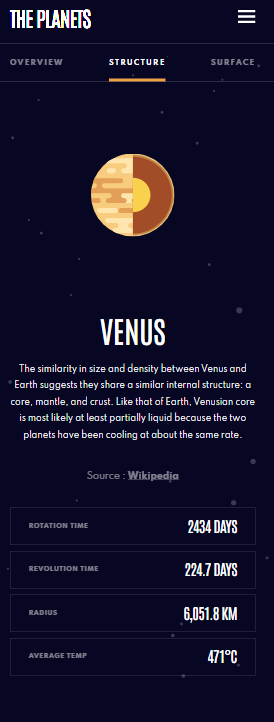 THE PLANETS
OVERVIEW STRUCTURE SURFACE
VENUS
The similarity in size and density between Venus and
Earth suggests they share a similar internal structure: a
core, mantle, and crust. Like that of Earth, Venusian core
is most likely at least partially liquid because the two
planets have been cooling at about the same rate.
Source : Wikipedia
ROTATION TIME 2434 DAYS
REVOLUTION TIME 224.7 DAYS
RADIUS 6,051.8 KM
AVERAGE TEMP 471°C